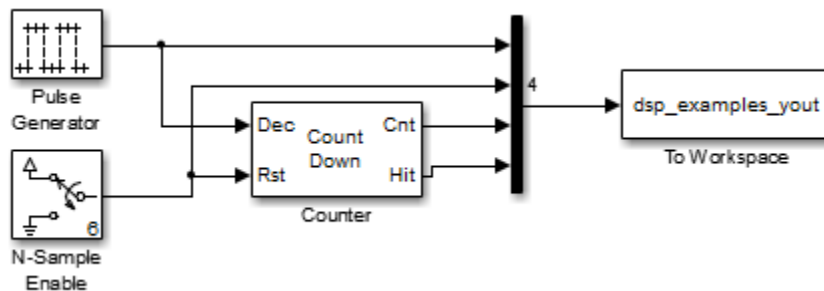 Pulse
Generator
6
N-Sample
Enable
Dec
Rst
Count
Down
Cnt
Hit
Counter
4
dsp_examples_yout
To Workspace